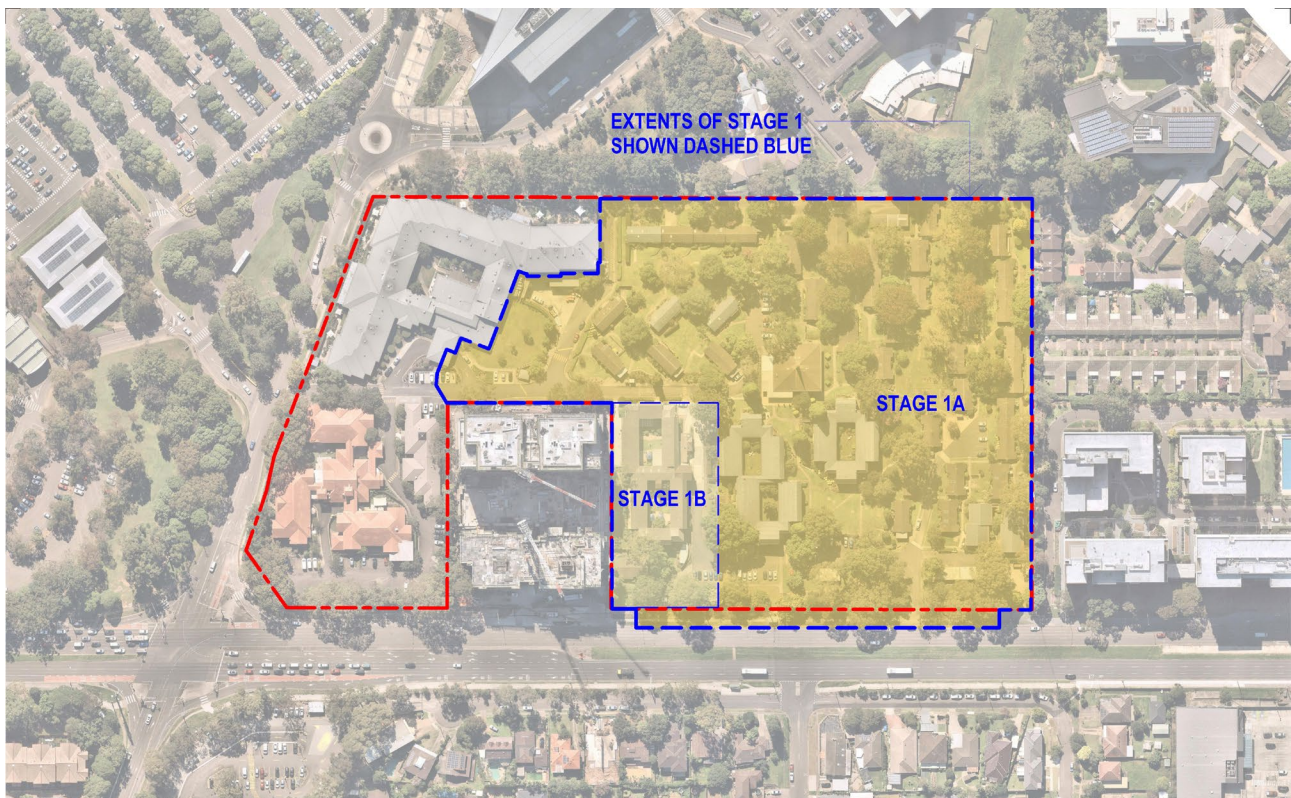 EXTENTS OF STAGE 1
SHOWN DASHED BLUE
STAGE 1A
STAGE 1B